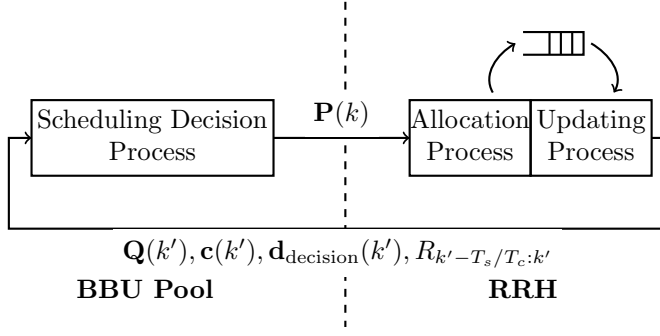 Scheduling Decision
Process
P(k)
Allocation
Process
Updating
Process
Q(k′), c(k′), d_decision(k′), R_{k′−T_s/T_c:k′}
BBU Pool
RRH